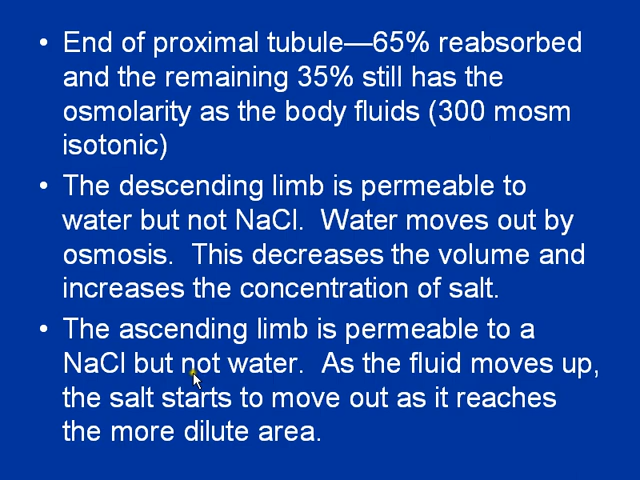 • End of proximal tubule—65% reabsorbed
and the remaining 35% still has the
osmolarity as the body fluids (300 mosm
isotonic)
• The descending limb is permeable to
water but not NaCl.  Water moves out by
osmosis.  This decreases the volume and
increases the concentration of salt.
• The ascending limb is permeable to a
NaCl but not water.  As the fluid moves up,
the salt starts to move out as it reaches
the more dilute area.